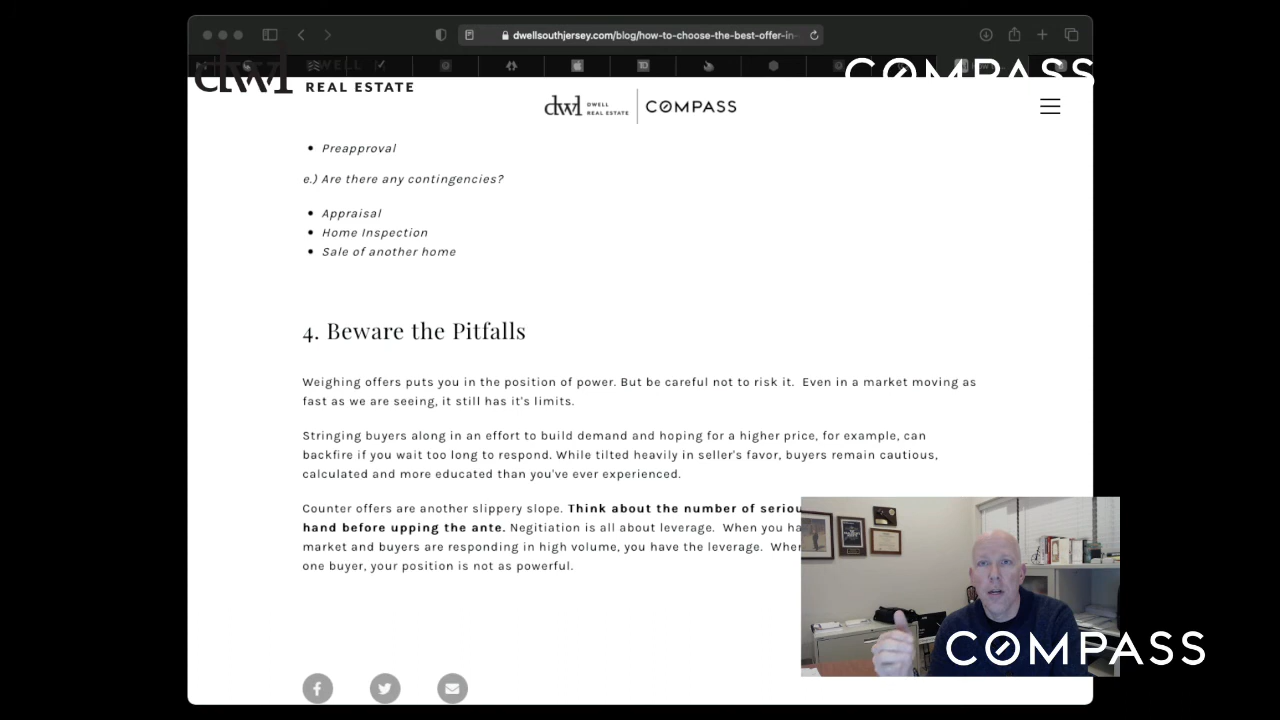 dwellsouthjersey.com/blog/how-to-choose-the-best-offer-in-
dwl DWELL
REAL ESTATE
COMPASS
dwl DWELL REAL ESTATE
COMPASS
Preapproval
e.) Are there any contingencies?
Appraisal
Home Inspection
Sale of another home
4. Beware the Pitfalls
Weighing offers puts you in the position of power. But be careful not to risk it. Even in a market moving as
fast as we are seeing, it still has it's limits.
Stringing buyers along in an effort to build demand and hoping for a higher price, for example, can
backfire if you wait too long to respond. While tilted heavily in seller's favor, buyers remain cautious,
calculated and more educated than you've ever experienced.
Counter offers are another slippery slope. Think about the number of
hand before upping the ante. Negitiation is all about leverage. When you
market and buyers are responding in high volume, you have the leverage.
one buyer, your position is not as powerful.
COMPASS